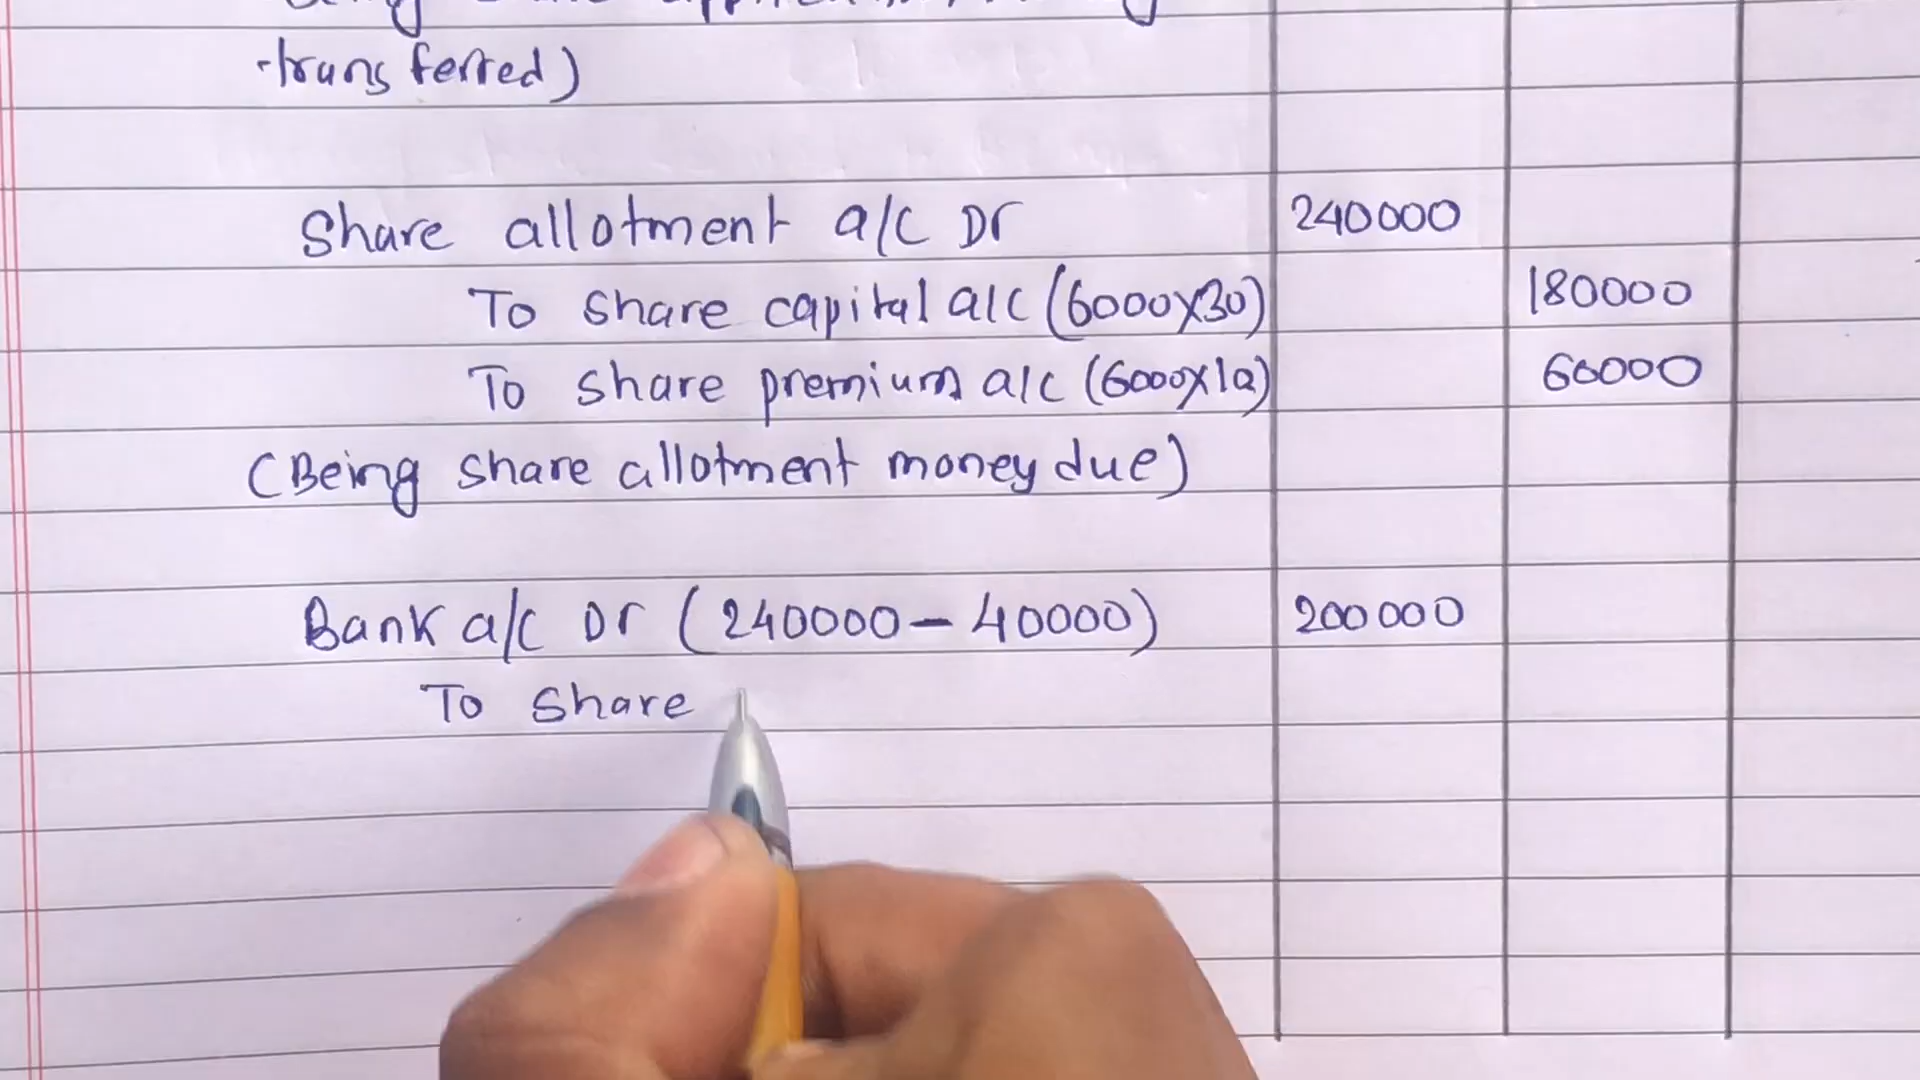 transferred)
Share allotment a/c Dr 240000
To share capital a/c (6000x30) 180000
To share premium a/c (6000x10) 60000
(Being share allotment money due)
Bank a/c Dr (240000-40000) 200000
To share